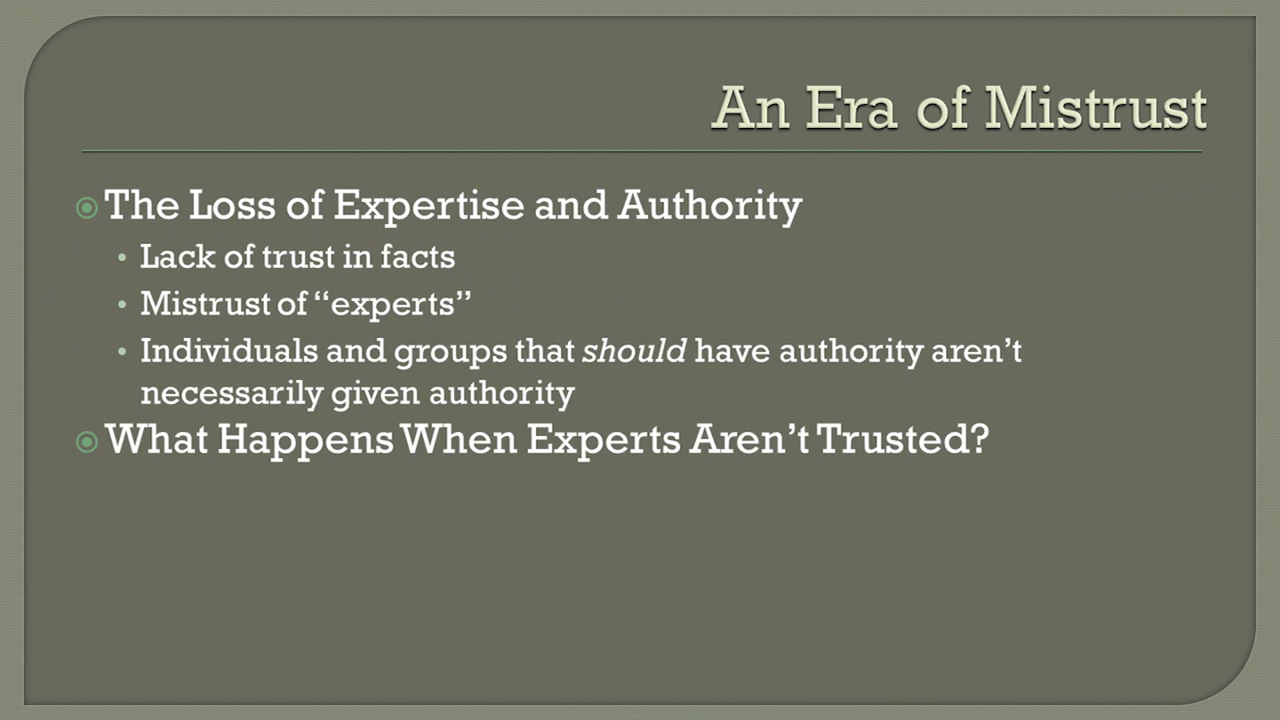 An Era of Mistrust
The Loss of Expertise and Authority
Lack of trust in facts
Mistrust of “experts”
Individuals and groups that should have authority aren’t
necessarily given authority
What Happens When Experts Aren’t Trusted?